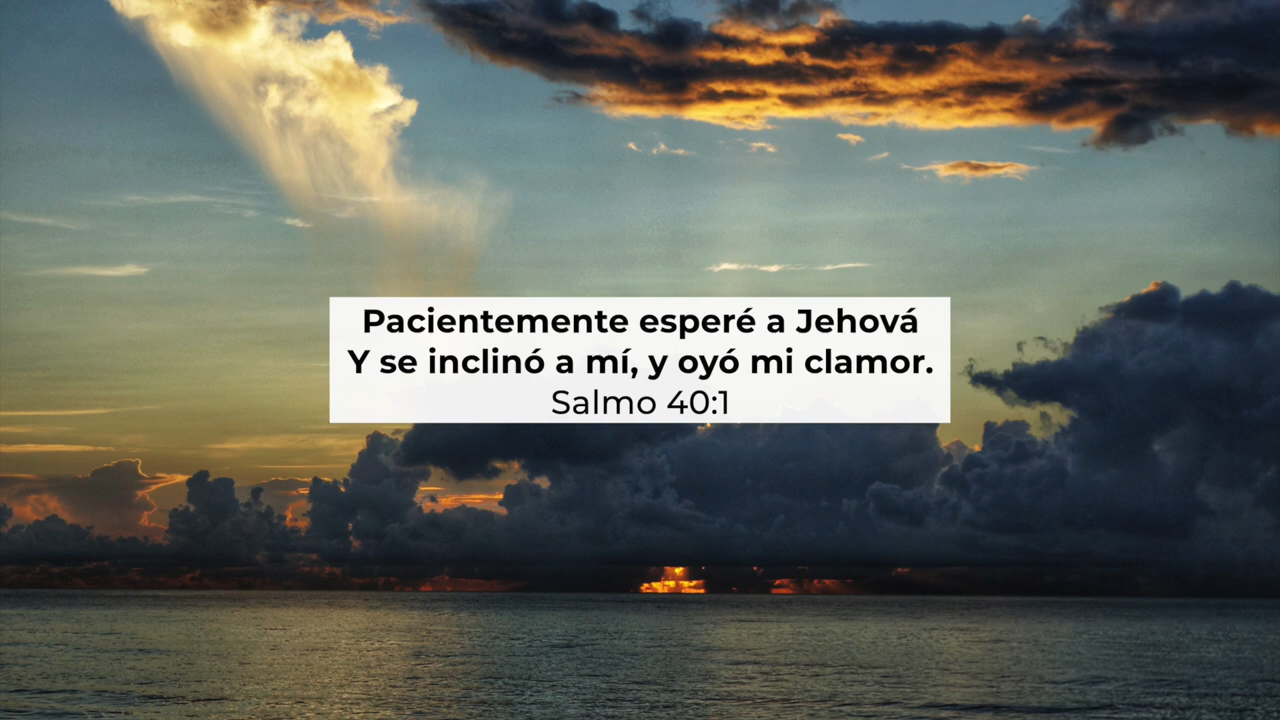 Pacientemente esperé a Jehová
Y se inclinó a mí, y oyó mi clamor.
Salmo 40:1